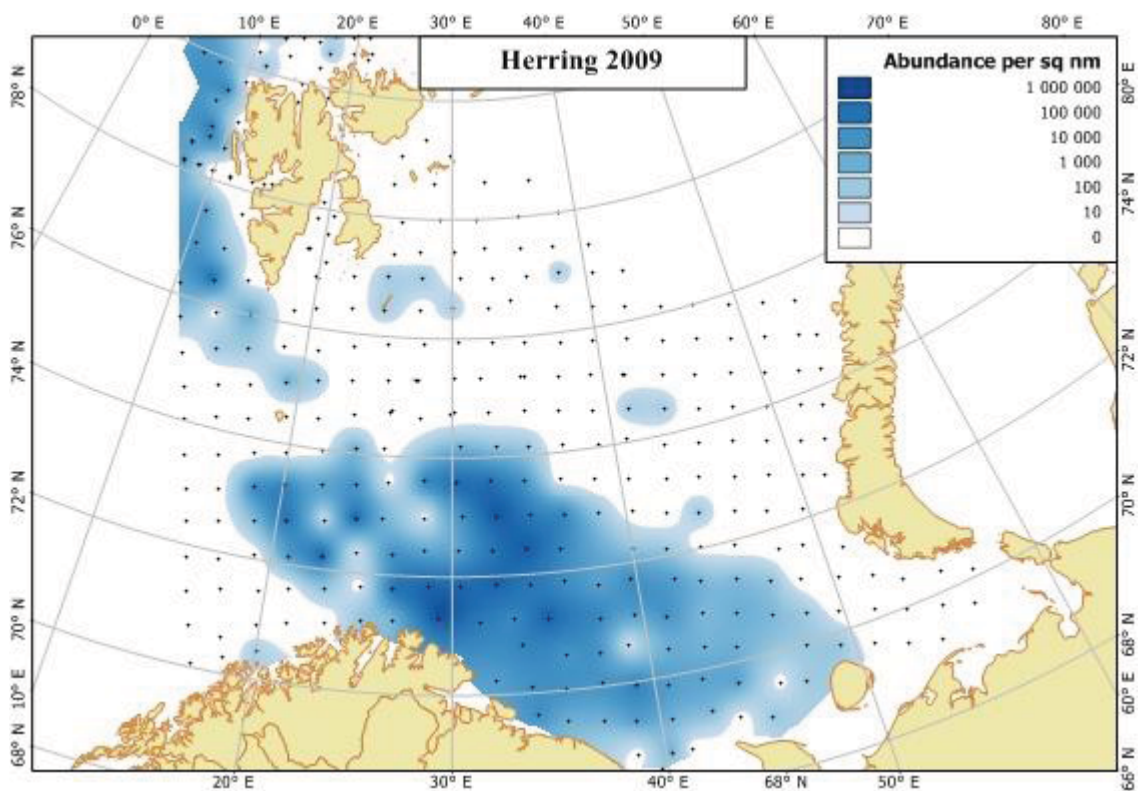 0° E 10° E 20° E 30° E 40° E 50° E 60° E 70° E 80° E
Herring 2009
Abundance per sq nm
1 000 000
100 000
10 000
1 000
100
10
0
78° N
76° N
74° N
72° N
70° N
10° E
68° N
80° E
74° N
72° N
70° N
68° N
60° E
66° N
20° E 30° E 40° E 68° N 50° E